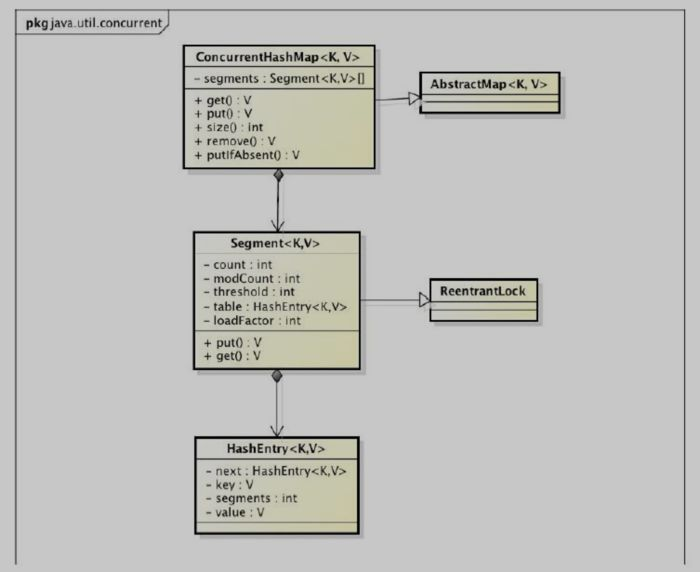 pkg java.util.concurrent
ConcurrentHashMap<K, V>
- segments : Segment<K,V>[]
+ get() : V
+ put() : V
+ size() : int
+ remove() : V
+ putIfAbsent() : V
AbstractMap<K, V>
Segment<K,V>
- count : int
- modCount : int
- threshold : int
- table : HashEntry<K,V>
- loadFactor : int
+ put() : V
+ get() : V
ReentrantLock
HashEntry<K,V>
- next : HashEntry<K,V>
- key : V
- segments : int
- value : V